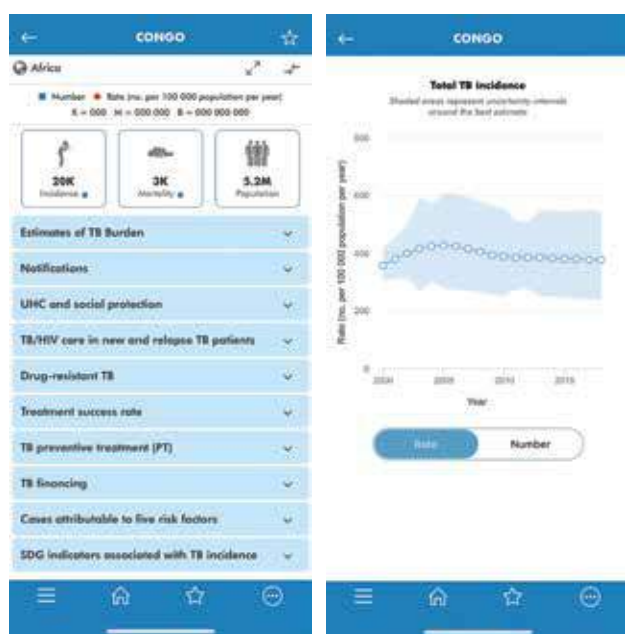 CONGO
Africa
Number Rate (no. per 100 000 population per year)
K = 000 M = 000 000 B = 000 000 000
20K
Incidence
3K
Mortality
5.2M
Population
Estimates of TB Burden
Notifications
UHC and social protection
TB/HIV care in new and relapse TB patients
Drug-resistant TB
Treatment success rate
TB preventive treatment (PT)
TB financing
Cases attributable to five risk factors
SDG indicators associated with TB incidence
CONGO
Total TB incidence
Shaded areas represent uncertainty intervals
around the best estimate
Rate (no. per 100 000 population per year)
800
600
400
200
0
2015
Year
Rate
Number